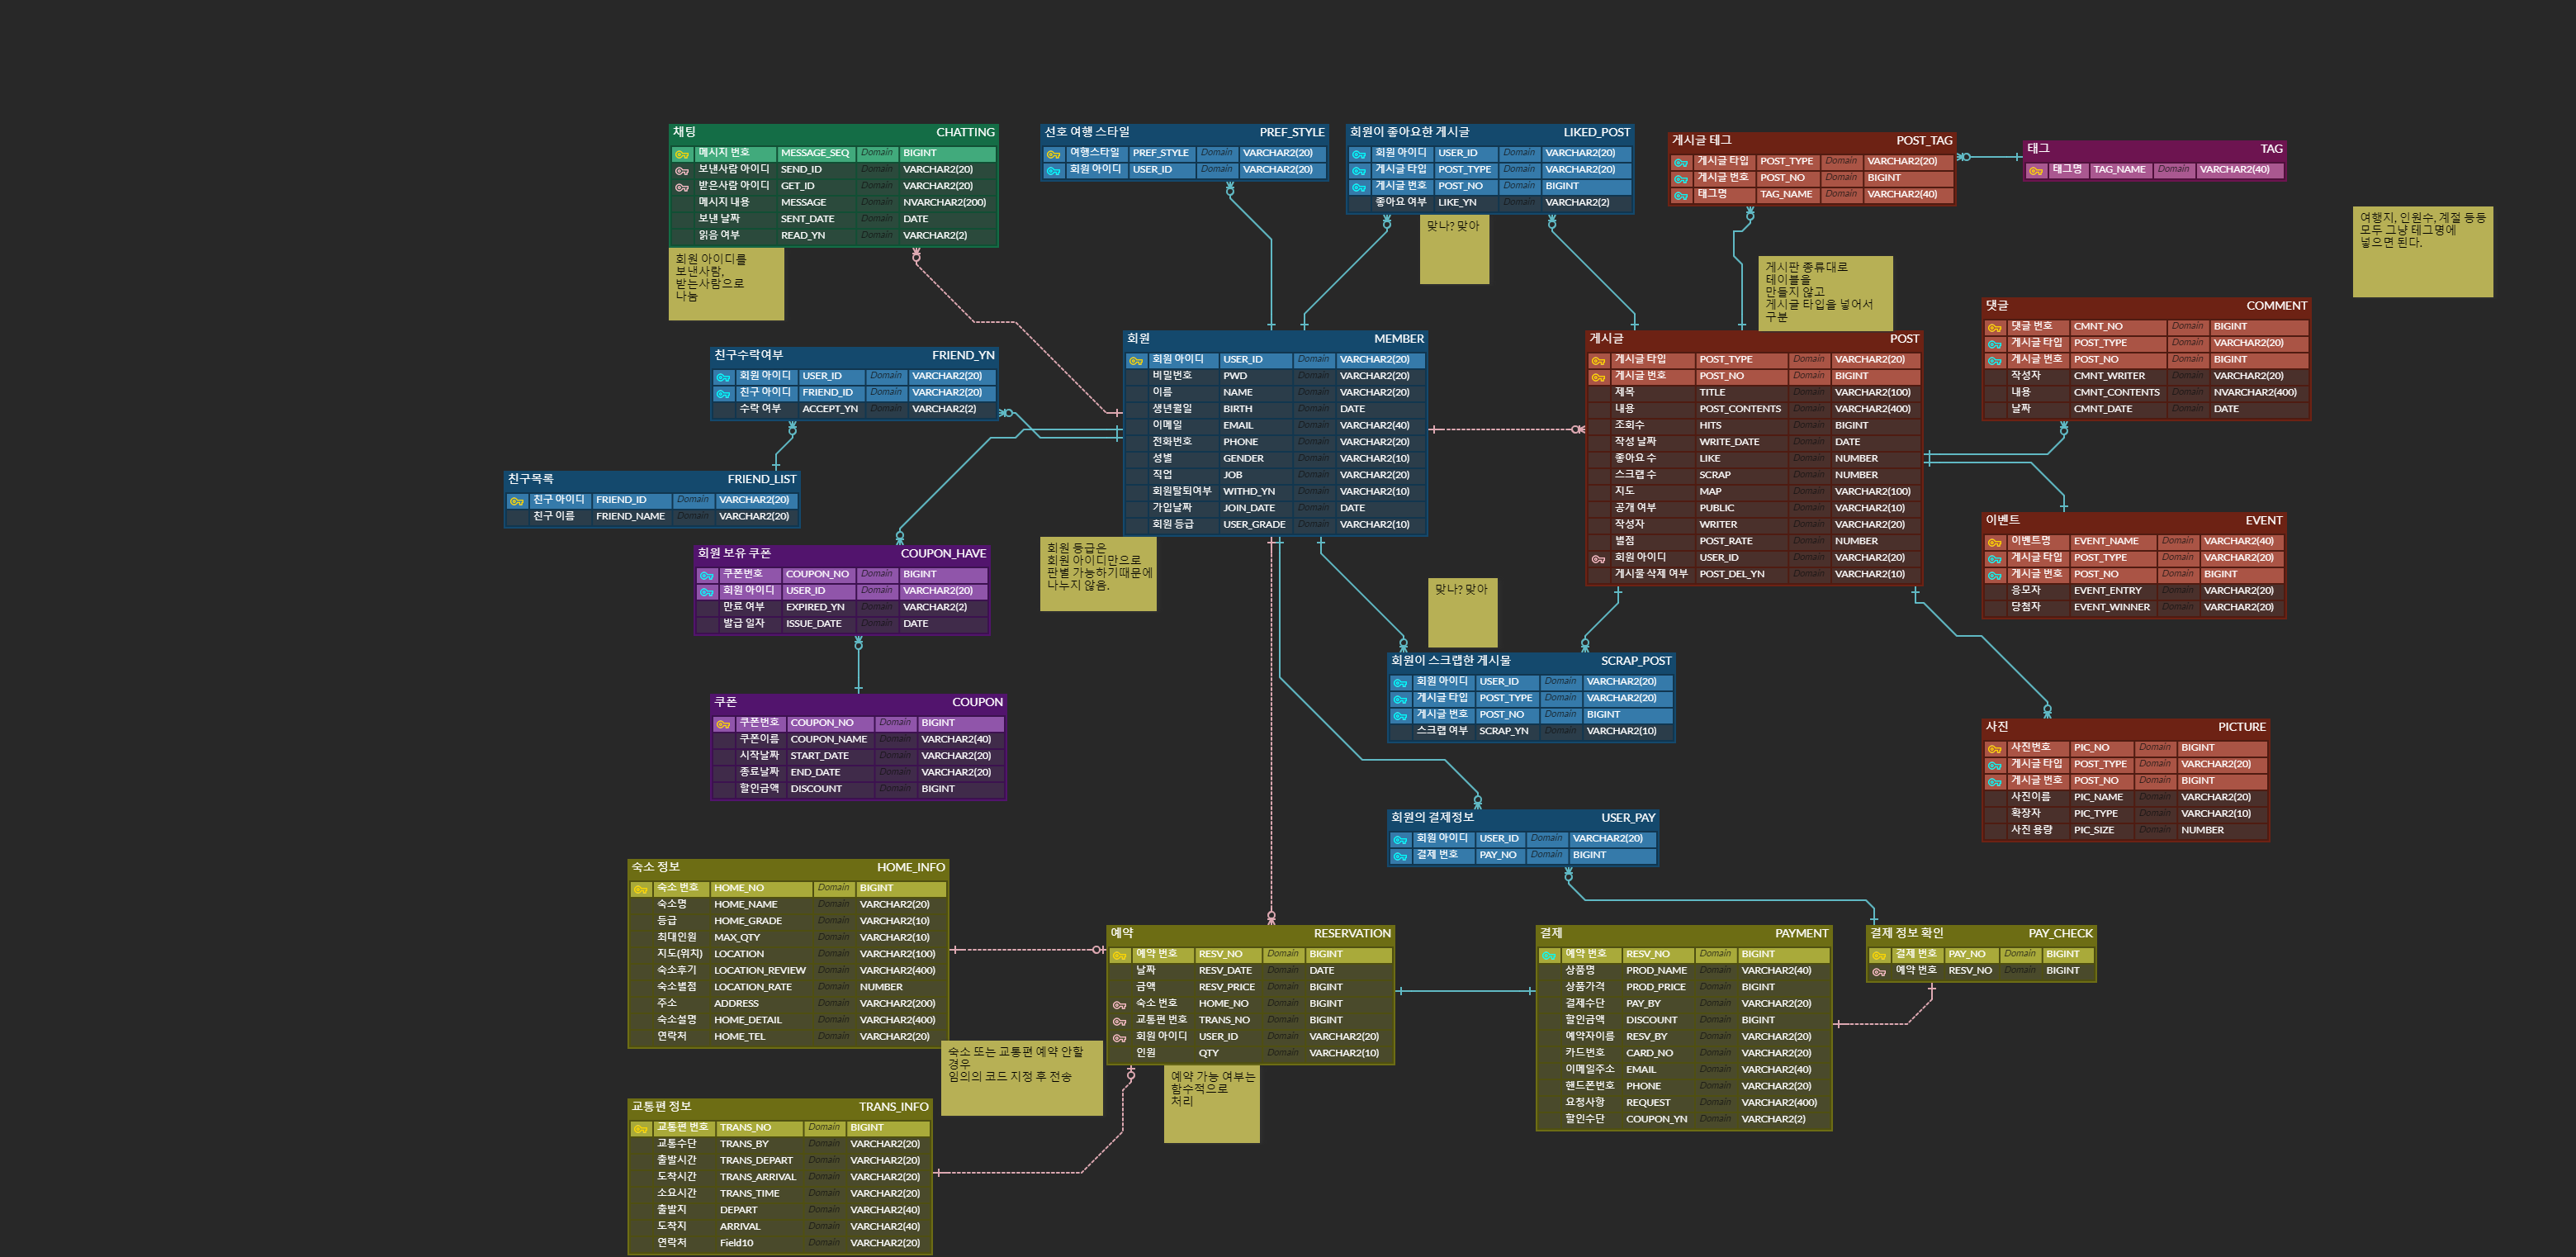 채팅 CHATTING
메시지 번호 MESSAGE_SEQ Domain BIGINT
보낸사람 아이디 SEND_ID Domain VARCHAR2(20)
받은사람 아이디 GET_ID Domain VARCHAR2(20)
메시지 내용 MESSAGE Domain NVARCHAR2(200)
보낸 날짜 SENT_DATE Domain DATE
읽음 여부 READ_YN Domain VARCHAR2(2)
회원 아이디를
보낸사람,
받는사람으로
나눔
선호 여행 스타일 PREF_STYLE
여행스타일 PREF_STYLE Domain VARCHAR2(20)
회원 아이디 USER_ID Domain VARCHAR2(20)
회원이 좋아요한 게시글 LIKED_POST
회원 아이디 USER_ID Domain VARCHAR2(20)
게시글 타입 POST_TYPE Domain VARCHAR2(20)
게시글 번호 POST_NO Domain BIGINT
좋아요 여부 LIKE_YN Domain VARCHAR2(2)
맞나? 맞아
게시글 태그 POST_TAG
게시글 타입 POST_TYPE Domain VARCHAR2(20)
게시글 번호 POST_NO Domain BIGINT
태그명 TAG_NAME Domain VARCHAR2(40)
태그 TAG
태그명 TAG_NAME Domain VARCHAR2(40)
여행지, 인원수, 계절 등등
모두 그냥 테그명에
넣으면 된다.
게시판 종류대로
테이블을
만들지 않고
게시글 타입을 넣어서
구분
친구수락여부 FRIEND_YN
회원 아이디 USER_ID Domain VARCHAR2(20)
친구 아이디 FRIEND_ID Domain VARCHAR2(20)
수락 여부 ACCEPT_YN Domain VARCHAR2(2)
친구목록 FRIEND_LIST
친구 아이디 FRIEND_ID Domain VARCHAR2(20)
친구 이름 FRIEND_NAME Domain VARCHAR2(20)
회원 MEMBER
회원 아이디 USER_ID Domain VARCHAR2(20)
비밀번호 PWD Domain VARCHAR2(20)
이름 NAME Domain VARCHAR2(20)
생년월일 BIRTH Domain DATE
이메일 EMAIL Domain VARCHAR2(40)
전화번호 PHONE Domain VARCHAR2(20)
성별 GENDER Domain VARCHAR2(10)
직업 JOB Domain VARCHAR2(20)
회원탈퇴여부 WITHD_YN Domain VARCHAR2(10)
가입날짜 JOIN_DATE Domain DATE
회원 등급 USER_GRADE Domain VARCHAR2(10)
회원 등급은
회원 아이디만으로
판별 가능하기때문에
나누지 않음.
게시글 POST
게시글 타입 POST_TYPE Domain VARCHAR2(20)
게시글 번호 POST_NO Domain BIGINT
제목 TITLE Domain VARCHAR2(100)
내용 POST_CONTENTS Domain VARCHAR2(400)
조회수 HITS Domain BIGINT
작성 날짜 WRITE_DATE Domain DATE
좋아요 수 LIKE Domain NUMBER
스크랩 수 SCRAP Domain NUMBER
지도 MAP Domain VARCHAR2(100)
공개 여부 PUBLIC Domain VARCHAR2(10)
작성자 WRITER Domain VARCHAR2(20)
별점 POST_RATE Domain NUMBER
회원 아이디 USER_ID Domain VARCHAR2(20)
게시물 삭제 여부 POST_DEL_YN Domain VARCHAR2(10)
댓글 COMMENT
댓글 번호 CMNT_NO Domain BIGINT
게시글 타입 POST_TYPE Domain VARCHAR2(20)
게시글 번호 POST_NO Domain BIGINT
작성자 CMNT_WRITER Domain VARCHAR2(20)
내용 CMNT_CONTENTS Domain NVARCHAR2(400)
날짜 CMNT_DATE Domain DATE
이벤트 EVENT
이벤트명 EVENT_NAME Domain VARCHAR2(40)
게시글 타입 POST_TYPE Domain VARCHAR2(20)
게시글 번호 POST_NO Domain BIGINT
응모자 EVENT_ENTRY Domain VARCHAR2(20)
당첨자 EVENT_WINNER Domain VARCHAR2(20)
회원 보유 쿠폰 COUPON_HAVE
쿠폰번호 COUPON_NO Domain BIGINT
회원 아이디 USER_ID Domain VARCHAR2(20)
만료 여부 EXPIRED_YN Domain VARCHAR2(2)
발급 일자 ISSUE_DATE Domain DATE
쿠폰 COUPON
쿠폰번호 COUPON_NO Domain BIGINT
쿠폰이름 COUPON_NAME Domain VARCHAR2(40)
시작날짜 START_DATE Domain VARCHAR2(20)
종료날짜 END_DATE Domain VARCHAR2(20)
할인금액 DISCOUNT Domain BIGINT
맞나? 맞아
회원이 스크랩한 게시물 SCRAP_POST
회원 아이디 USER_ID Domain VARCHAR2(20)
게시글 타입 POST_TYPE Domain VARCHAR2(20)
게시글 번호 POST_NO Domain BIGINT
스크랩 여부 SCRAP_YN Domain VARCHAR2(10)
사진 PICTURE
사진번호 PIC_NO Domain BIGINT
게시글 타입 POST_TYPE Domain VARCHAR2(20)
게시글 번호 POST_NO Domain BIGINT
사진이름 PIC_NAME Domain VARCHAR2(20)
확장자 PIC_TYPE Domain VARCHAR2(10)
사진 용량 PIC_SIZE Domain NUMBER
회원의 결제정보 USER_PAY
회원 아이디 USER_ID Domain VARCHAR2(20)
결제 번호 PAY_NO Domain BIGINT
숙소 정보 HOME_INFO
숙소 번호 HOME_NO Domain BIGINT
숙소명 HOME_NAME Domain VARCHAR2(20)
등급 HOME_GRADE Domain VARCHAR2(10)
최대인원 MAX_QTY Domain VARCHAR2(10)
지도(위치) LOCATION Domain VARCHAR2(100)
숙소후기 LOCATION_REVIEW Domain VARCHAR2(400)
숙소별점 LOCATION_RATE Domain NUMBER
주소 ADDRESS Domain VARCHAR2(200)
숙소설명 HOME_DETAIL Domain VARCHAR2(400)
연락처 HOME_TEL Domain VARCHAR2(20)
숙소 또는 교통편 예약 안할
경우
임의의 코드 지정 후 전송
예약 RESERVATION
예약 번호 RESV_NO Domain BIGINT
날짜 RESV_DATE Domain DATE
금액 RESV_PRICE Domain BIGINT
숙소 번호 HOME_NO Domain BIGINT
교통편 번호 TRANS_NO Domain BIGINT
회원 아이디 USER_ID Domain VARCHAR2(20)
인원 QTY Domain VARCHAR2(10)
예약 가능 여부는
함수적으로
처리
결제 PAYMENT
예약 번호 RESV_NO Domain BIGINT
상품명 PROD_NAME Domain VARCHAR2(40)
상품가격 PROD_PRICE Domain BIGINT
결제수단 PAY_BY Domain VARCHAR2(20)
할인금액 DISCOUNT Domain BIGINT
예약자이름 RESV_BY Domain VARCHAR2(20)
카드번호 CARD_NO Domain VARCHAR2(20)
이메일주소 EMAIL Domain VARCHAR2(40)
핸드폰번호 PHONE Domain VARCHAR2(20)
요청사항 REQUEST Domain VARCHAR2(400)
할인수단 COUPON_YN Domain VARCHAR2(2)
결제 정보 확인 PAY_CHECK
결제 번호 PAY_NO Domain BIGINT
예약 번호 RESV_NO Domain BIGINT
교통편 정보 TRANS_INFO
교통편 번호 TRANS_NO Domain BIGINT
교통수단 TRANS_BY Domain VARCHAR2(20)
출발시간 TRANS_DEPART Domain VARCHAR2(20)
도착시간 TRANS_ARRIVAL Domain VARCHAR2(20)
소요시간 TRANS_TIME Domain VARCHAR2(20)
출발지 DEPART Domain VARCHAR2(40)
도착지 ARRIVAL Domain VARCHAR2(40)
연락처 Field10 Domain VARCHAR2(20)